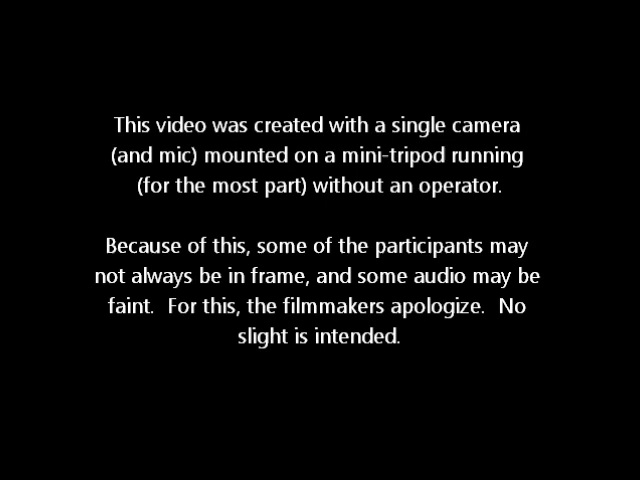 This video was created with a single camera
(and mic) mounted on a mini-tripod running
(for the most part) without an operator.
Because of this, some of the participants may
not always be in frame, and some audio may be
faint.  For this, the filmmakers apologize.  No
slight is intended.